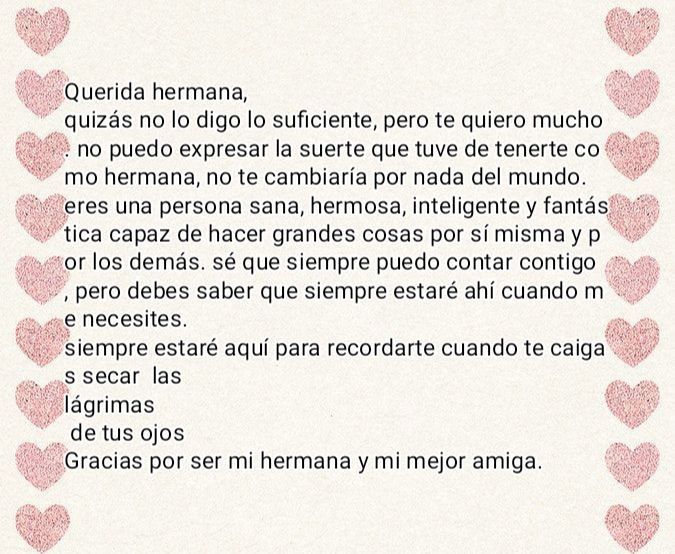 Querida hermana,
quizás no lo digo lo suficiente, pero te quiero mucho
. no puedo expresar la suerte que tuve de tenerte co
mo hermana, no te cambiaría por nada del mundo.
eres una persona sana, hermosa, inteligente y fantás
tica capaz de hacer grandes cosas por sí misma y p
or los demás. sé que siempre puedo contar contigo
, pero debes saber que siempre estaré ahí cuando m
e necesites.
siempre estaré aquí para recordarte cuando te caiga
s secar las
lágrimas
de tus ojos
Gracias por ser mi hermana y mi mejor amiga.